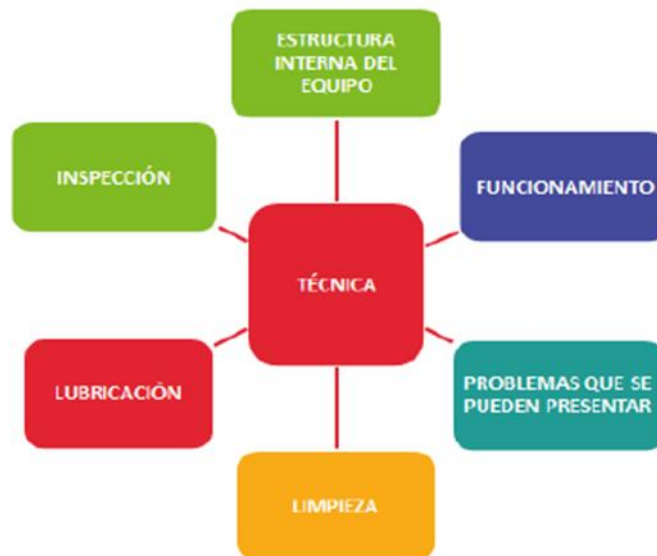 ESTRUCTURA
INTERNA DEL
EQUIPO
INSPECCIÓN
FUNCIONAMIENTO
TÉCNICA
LUBRICACIÓN
PROBLEMAS QUE SE
PUEDEN PRESENTAR
LIMPIEZA